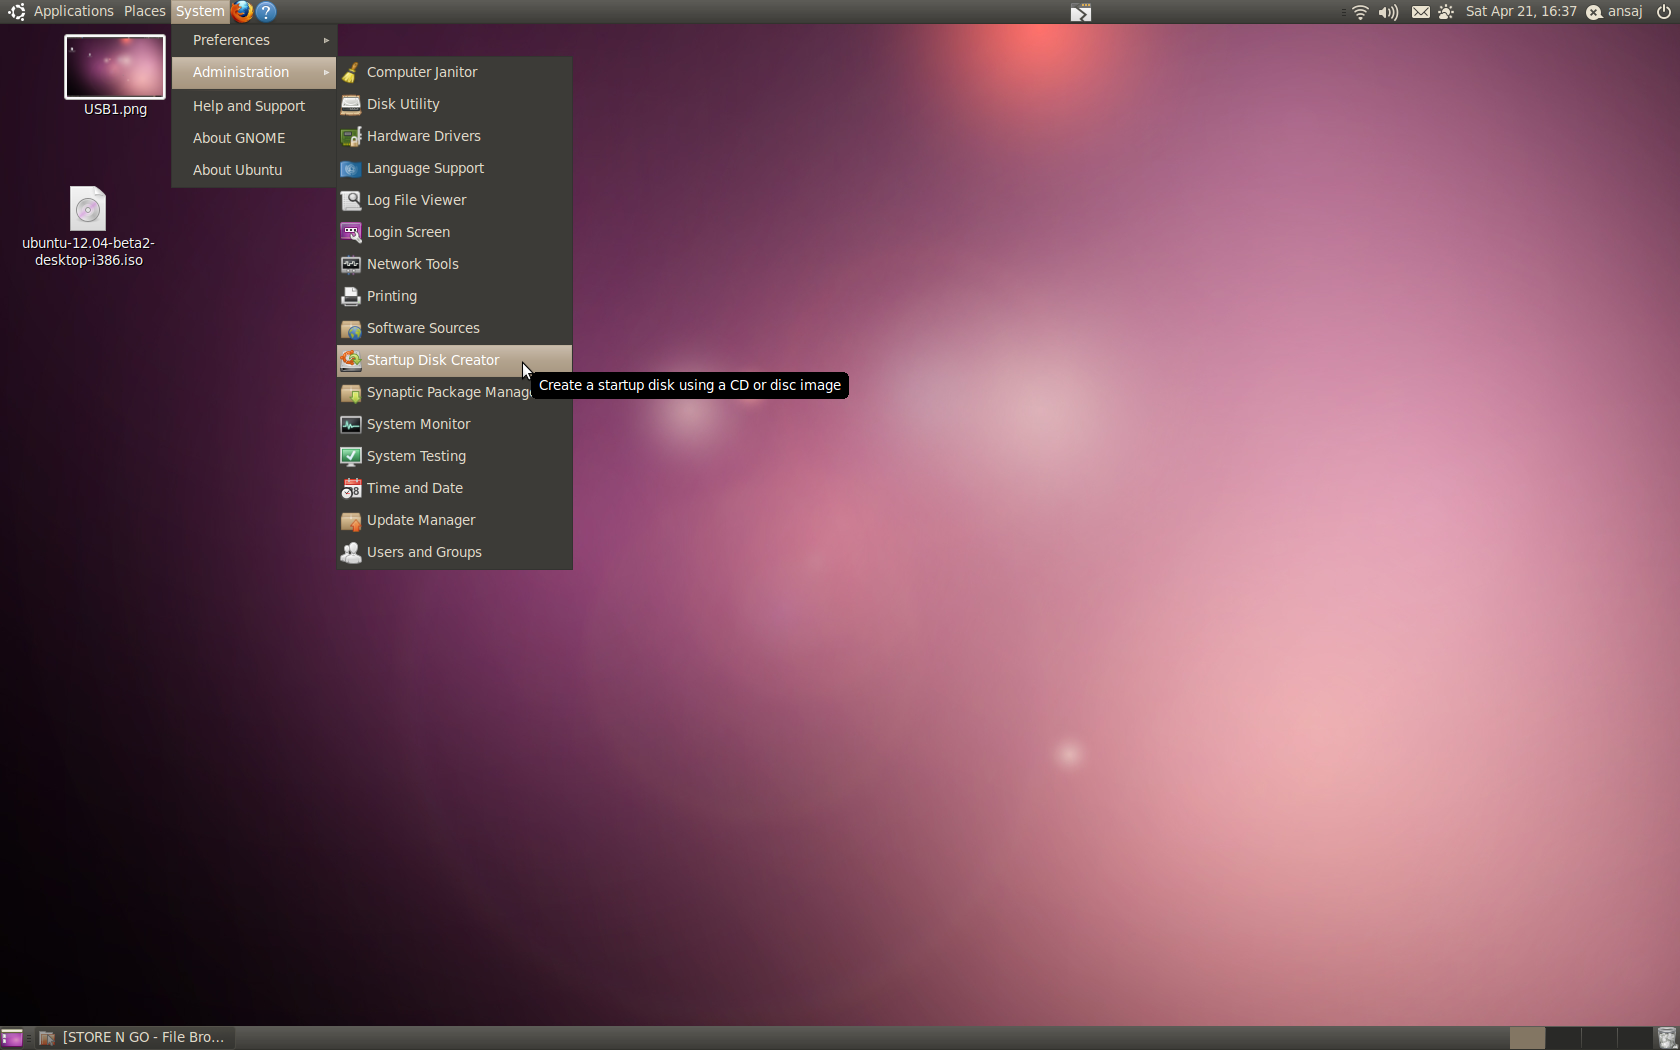 Applications Places System
Sat Apr 21, 16:37 ansaj
USB1.png
ubuntu-12.04-beta2-
desktop-i386.iso
Preferences
Administration
Help and Support
About GNOME
About Ubuntu
Computer Janitor
Disk Utility
Hardware Drivers
Language Support
Log File Viewer
Login Screen
Network Tools
Printing
Software Sources
Startup Disk Creator
Create a startup disk using a CD or disc image
Synaptic Package Manag
System Monitor
System Testing
Time and Date
Update Manager
Users and Groups
[STORE N GO - File Bro...